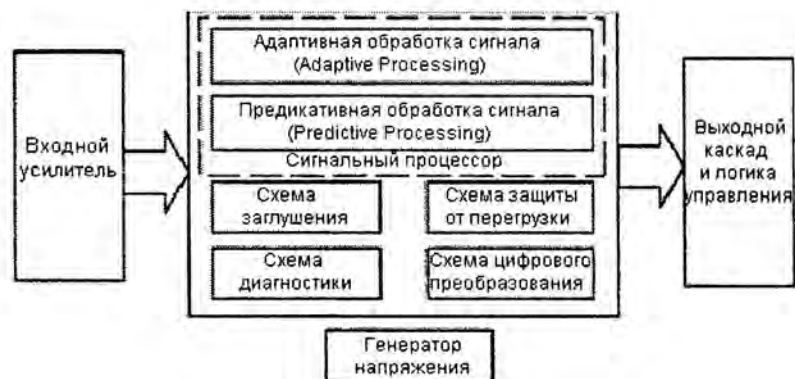 Входной
усилитель
Адаптивная обработка сигнала
(Adaptive Processing)
Предикативная обработка сигнала
(Predictive Processing)
Сигнальный процессор
Схема
заглушения
Схема защиты
от перегрузки
Схема
диагностики
Схема цифрового
преобразования
Выходной
каскад
и логика
управления
Генератор
напряжения